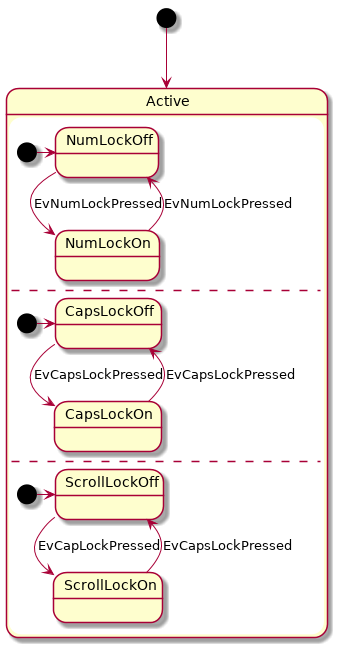 Active
NumLockOff
EvNumLockPressed EvNumLockPressed
NumLockOn
CapsLockOff
EvCapsLockPressed EvCapsLockPressed
CapsLockOn
ScrollLockOff
EvCapLockPressed EvCapsLockPressed
ScrollLockOn